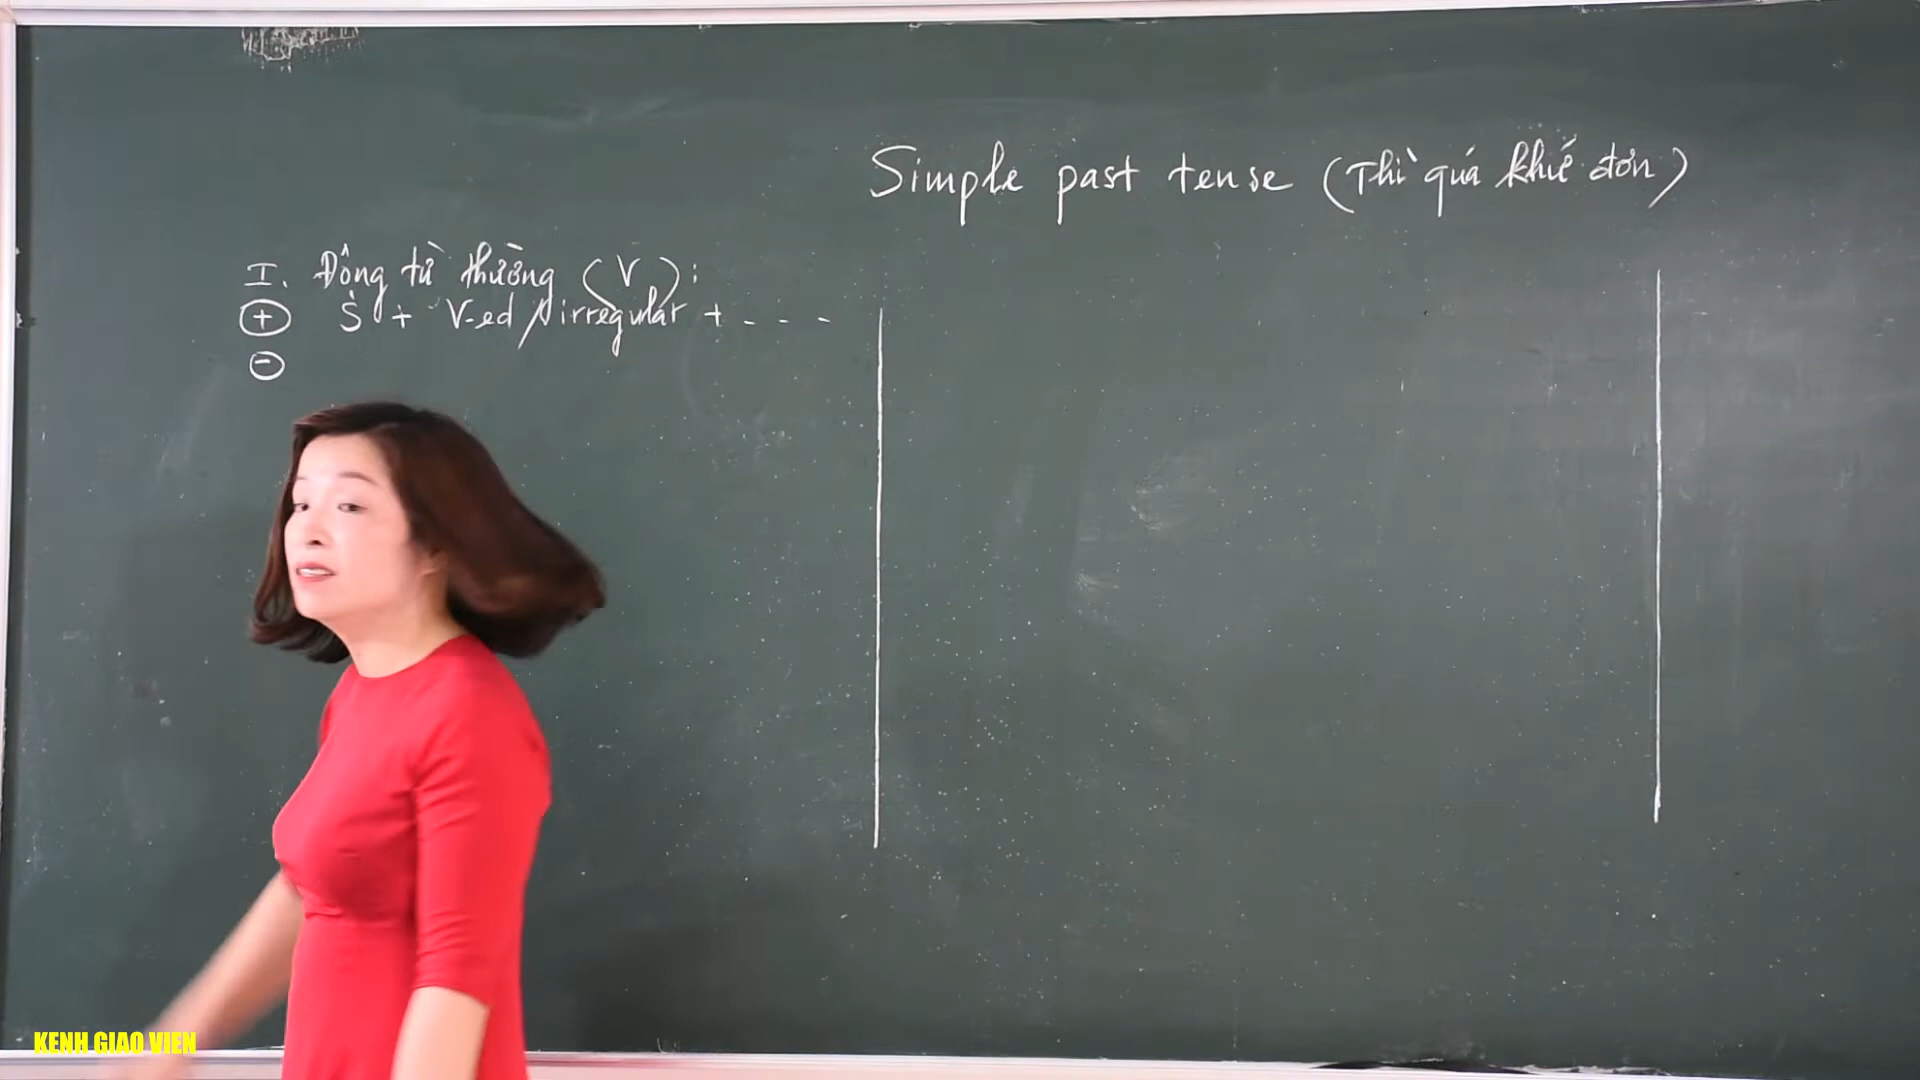 Simple past tense (Thì quá khứ đơn)
I. Động từ thường (V):
(+) S + V-ed / irregular + - - -
(-)
KENH GIAO VIEN